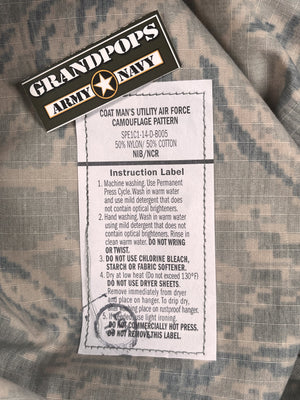 GRANDPOPS
ARMY NAVY
COAT MAN'S UTILITY AIR FORCE
CAMOUFLAGE PATTERN
SPE1C1-14-D-B005
50% NYLON/ 50% COTTON
NIB/NCR
Instruction Label
1. Machine washing. Use Permanent
Press Cycle. Wash in warm water
and use mild detergent that does
not contain optical brighteners.
2. Hand washing. Wash in warm water
using mild detergent that does
not contain optical brighteners. Rinse in
clean warm water. DO NOT WRING
OR TWIST.
3. DO NOT USE CHLORINE BLEACH,
STARCH OR FABRIC SOFTENER.
4. Dry at low heat (Do not exceed 130°F)
DO NOT USE DRYER SHEETS.
Remove immediately from dryer
and place on hanger. To drip dry,
place on rustproof hanger.
5. If use light ironing.
DO NOT COMMERCIALLY HOT PRESS.
DO NOT REMOVE THIS LABEL.